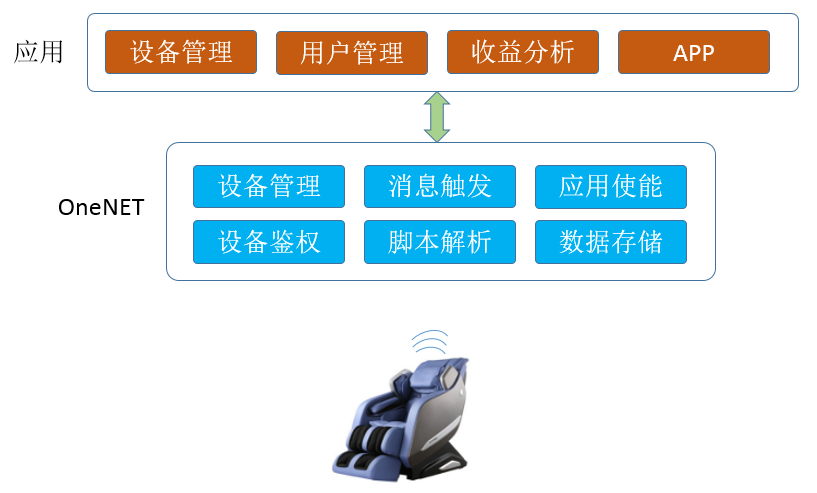 应用
设备管理
用户管理
收益分析
APP
OneNET
设备管理
消息触发
应用使能
设备鉴权
脚本解析
数据存储